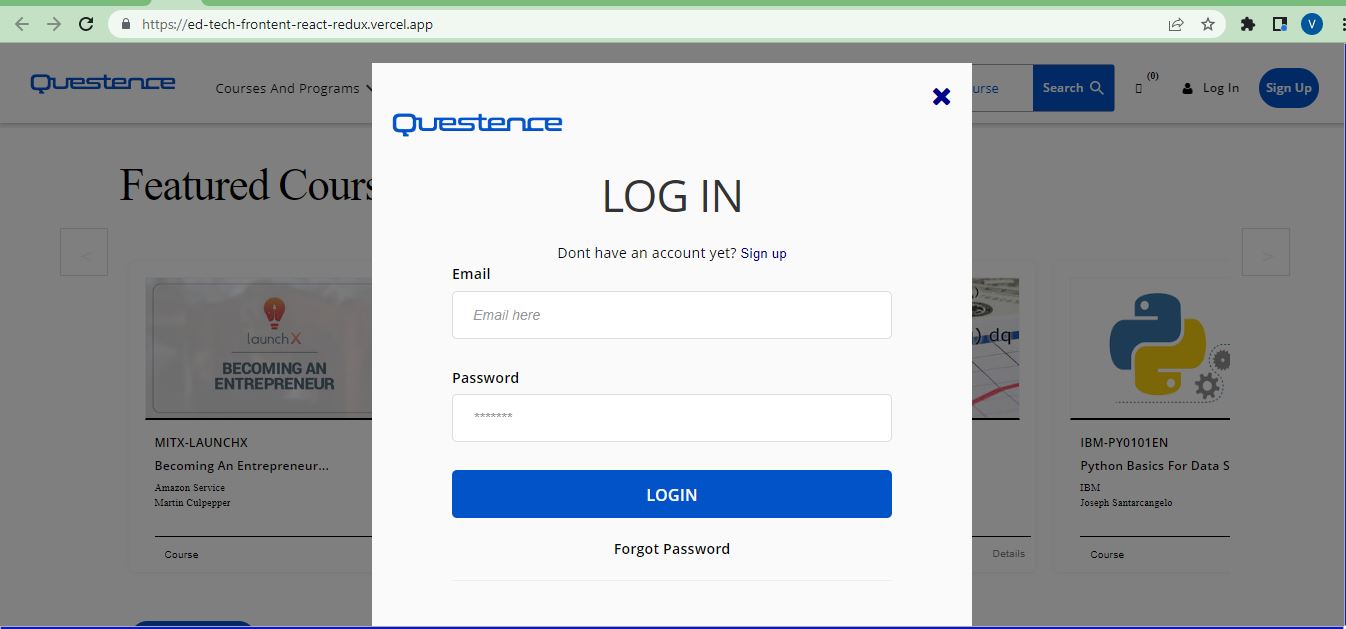 https://ed-tech-frontent-react-redux.vercel.app
V
Questence
Courses And Programs
urse
Search
(0)
Log In
Sign Up
Questence
LOG IN
Dont have an account yet? Sign up
Email
Email here
Password
*******
LOGIN
Forgot Password
Featured Cours
<
>
launchX
BECOMING AN
ENTREPRENEUR
MITX-LAUNCHX
Becoming An Entrepreneur...
Amazon Service
Martin Culpepper
Course
) dq
Details
IBM-PY0101EN
Python Basics For Data S
IBM
Joseph Santarcangelo
Course